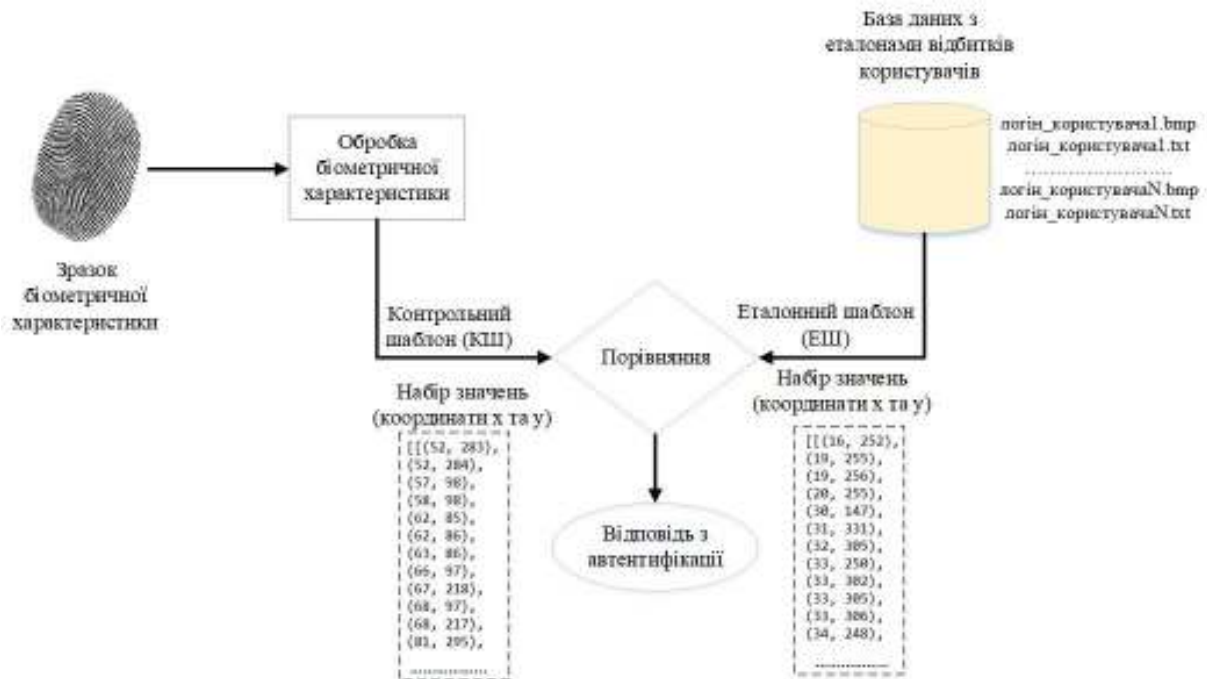 База даних з
еталонами відбитків
користувачів
логін_користувача1.bmp
логін_користувача1.txt
........................
логін_користувачаN.bmp
логін_користувачаN.txt
Обробка
біометричної
характеристики
Зразок
біометричної
характеристики
Контрольний
шаблон (КШ)
Порівняння
Еталонний шаблон
(ЕШ)
Набір значень
(координати x та y)
[[(52, 283),
(52, 284),
(57, 98),
(58, 98),
(62, 85),
(62, 86),
(63, 86),
(66, 97),
(67, 218),
(68, 97),
(68, 217),
(81, 295),
..................
Набір значень
(координати x та y)
[[(16, 252),
(19, 255),
(19, 256),
(20, 255),
(30, 147),
(31, 331),
(32, 305),
(33, 250),
(33, 302),
(33, 305),
(33, 306),
(34, 248),
..................
Відповідь з
автентифікації